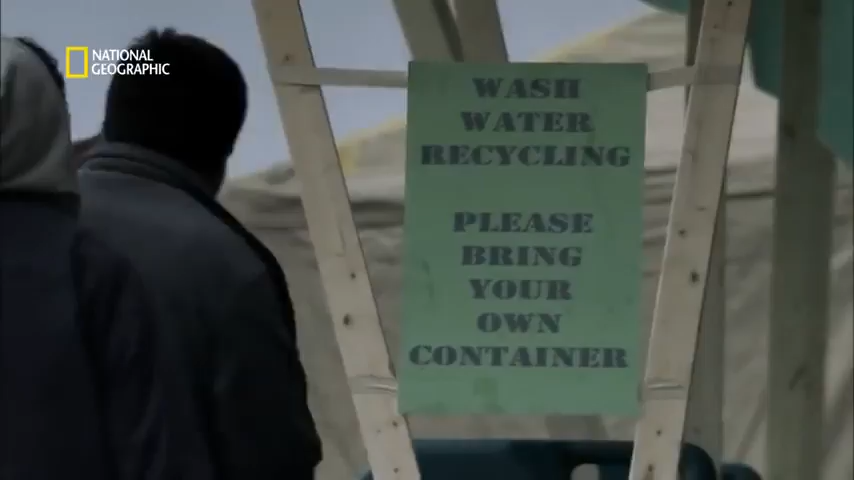 NATIONAL
GEOGRAPHIC
WASH
WATER
RECYCLING
PLEASE
BRING
YOUR
OWN
CONTAINER